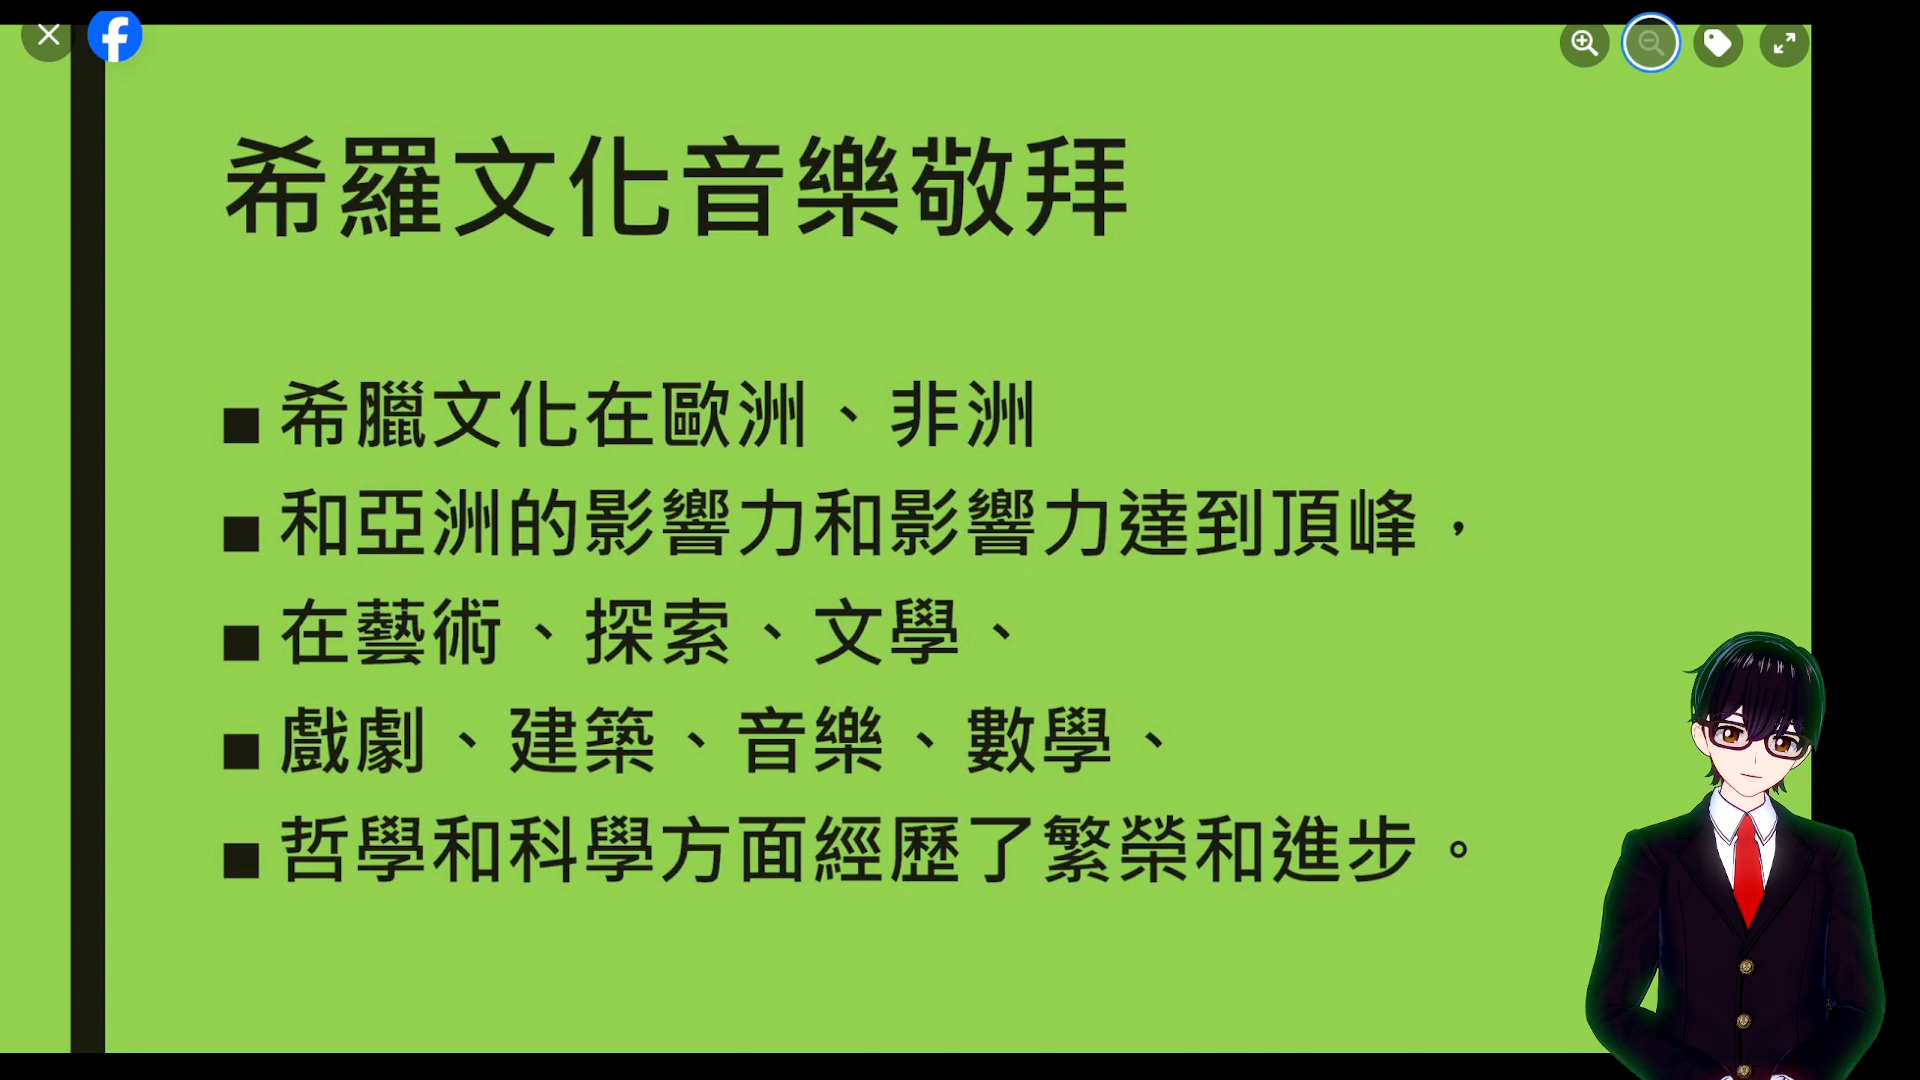 希羅文化音樂敬拜
■ 希臘文化在歐洲、非洲
■ 和亞洲的影響力和影響力達到頂峰，
■ 在藝術、探索、文學、
■ 戲劇、建築、音樂、數學、
■ 哲學和科學方面經歷了繁榮和進步。